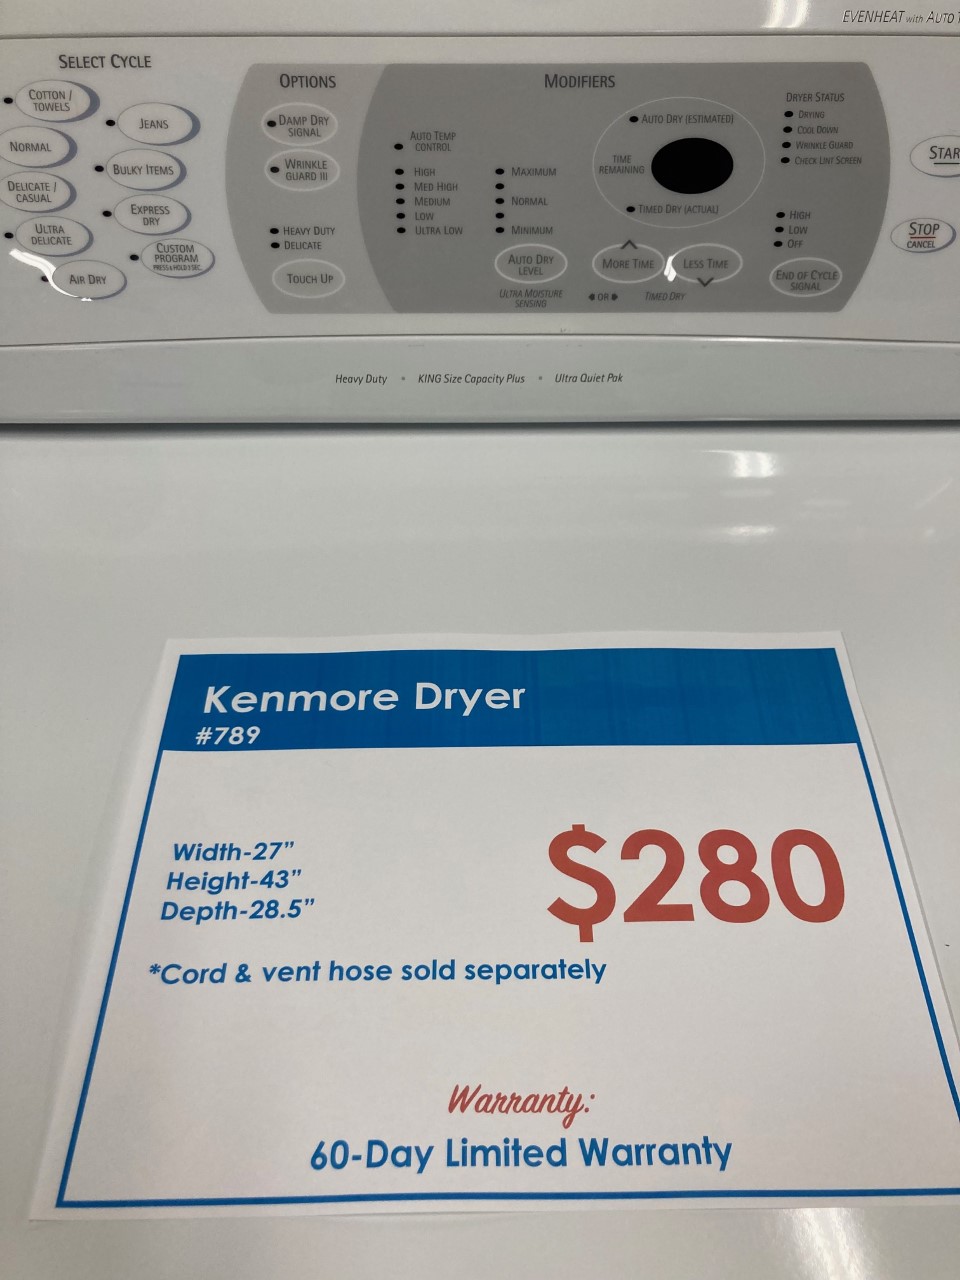 EVENHEAT with AUTO
SELECT CYCLE
COTTON /
TOWELS
NORMAL
DELICATE /
CASUAL
ULTRA
DELICATE
AIR DRY
JEANS
BULKY ITEMS
EXPRESS
DRY
CUSTOM
PROGRAM
PRESS & HOLD 3 SEC.
OPTIONS
DAMP DRY
SIGNAL
WRINKLE
GUARD III
HEAVY DUTY
DELICATE
TOUCH UP
MODIFIERS
AUTO TEMP
CONTROL
HIGH
MED HIGH
MEDIUM
LOW
ULTRA LOW
MAXIMUM
NORMAL
MINIMUM
AUTO DRY
LEVEL
ULTRA MOISTURE
SENSING
OR
TIMED DRY
AUTO DRY (ESTIMATED)
TIME
REMAINING
TIMED DRY (ACTUAL)
MORE TIME
LESS TIME
DRYER STATUS
DRYING
COOL DOWN
WRINKLE GUARD
CHECK LINT SCREEN
HIGH
LOW
OFF
END OF CYCLE
SIGNAL
STAR
STOP
CANCEL
Heavy Duty • KING Size Capacity Plus • Ultra Quiet Pak
Kenmore Dryer
#789
Width-27"
Height-43"
Depth-28.5"
$280
*Cord & vent hose sold separately
Warranty:
60-Day Limited Warranty